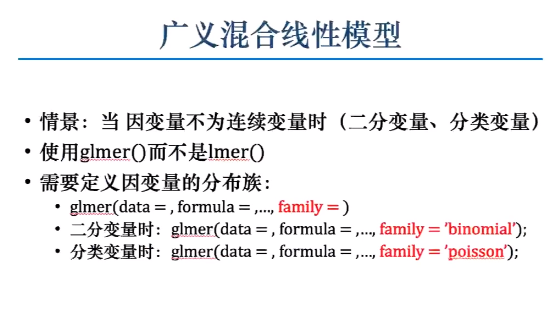 广义混合线性模型
• 情景：当 因变量不为连续变量时（二分变量、分类变量）
• 使用glmer()而不是lmer()
• 需要定义因变量的分布族：
• glmer(data = , formula = ,…, family = )
• 二分变量时：glmer(data = , formula = ,…, family = ’binomial’);
• 分类变量时：glmer(data = , formula = ,…, family = ’poisson’);